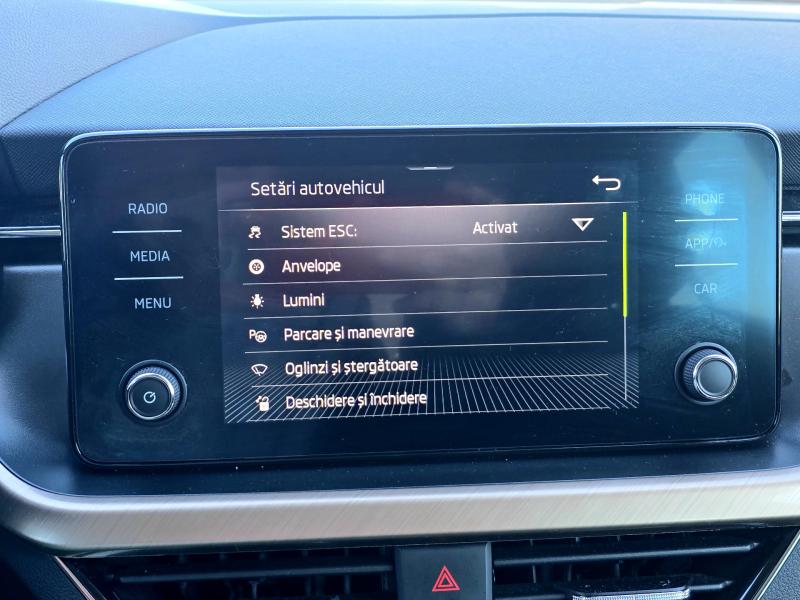 RADIO
MEDIA
MENU
Setări autovehicul
Sistem ESC: Activat
Anvelope
Lumini
Parcare și manevrare
Oglinzi și ștergătoare
Deschidere și închidere
PHONE
APP/
CAR